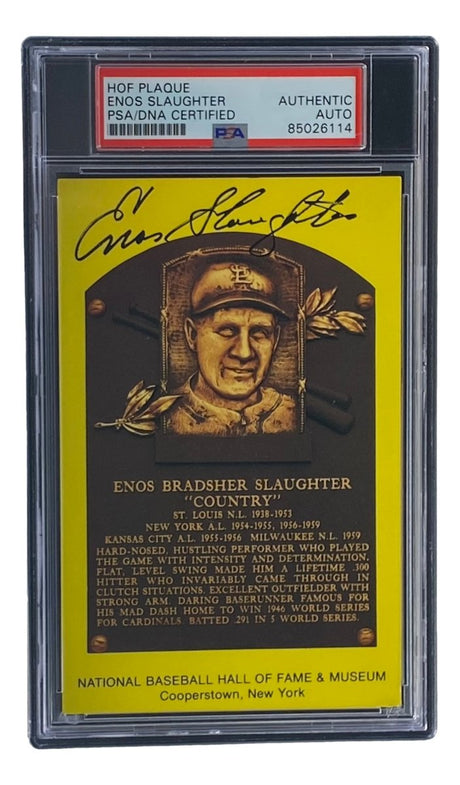 HOF PLAQUE
ENOS SLAUGHTER
PSA/DNA CERTIFIED
AUTHENTIC
AUTO
85026114
PSA
Enos Slaughter
STL
ENOS BRADSHER SLAUGHTER
"COUNTRY"
ST. LOUIS N.L. 1938-1953
NEW YORK A.L. 1954-1955, 1956-1959
KANSAS CITY A.L. 1955-1956 MILWAUKEE N.L. 1959
HARD-NOSED, HUSTLING PERFORMER WHO PLAYED
THE GAME WITH INTENSITY AND DETERMINATION.
FLAT, LEVEL SWING MADE HIM A LIFETIME .300
HITTER WHO INVARIABLY CAME THROUGH IN
CLUTCH SITUATIONS. EXCELLENT OUTFIELDER WITH
STRONG ARM. DARING BASERUNNER FAMOUS FOR
HIS MAD DASH HOME TO WIN 1946 WORLD SERIES
FOR CARDINALS. BATTED .291 IN 5 WORLD SERIES.
NATIONAL BASEBALL HALL OF FAME & MUSEUM
Cooperstown, New York